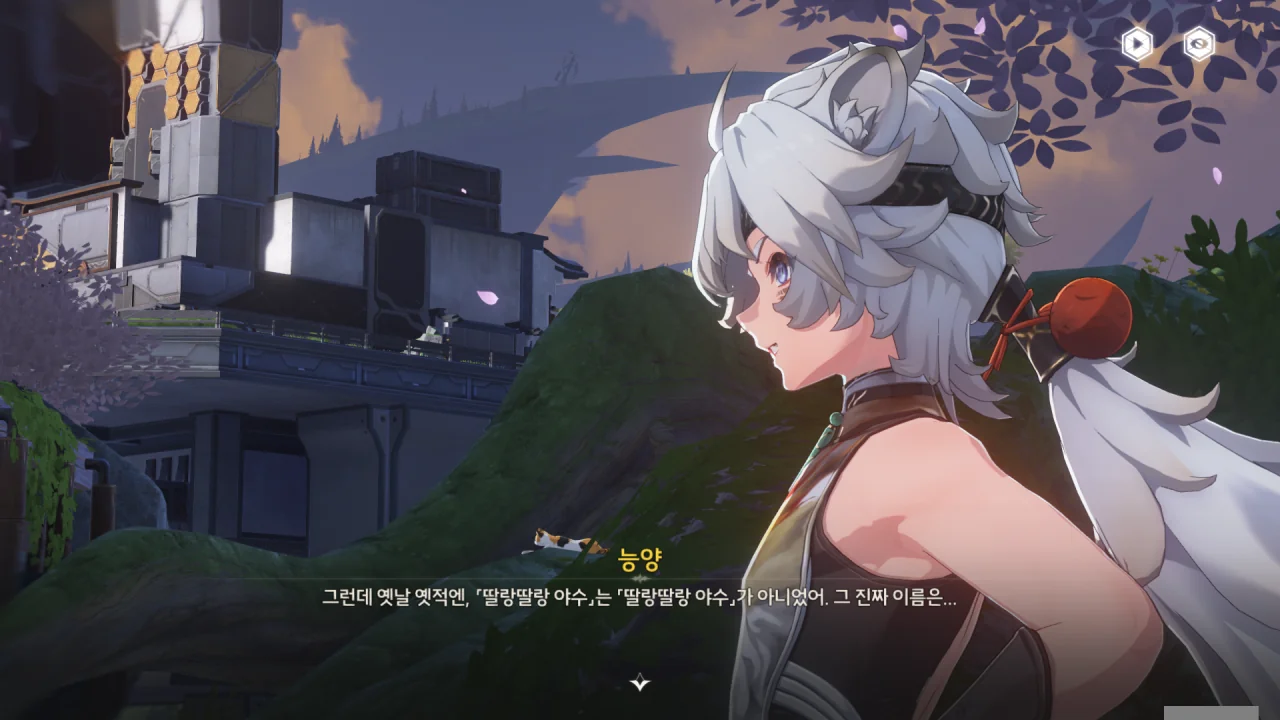 능양
그런데 옛날 옛적엔, 「딸랑딸랑 야수」는 「딸랑딸랑 야수」가 아니었어. 그 진짜 이름은...